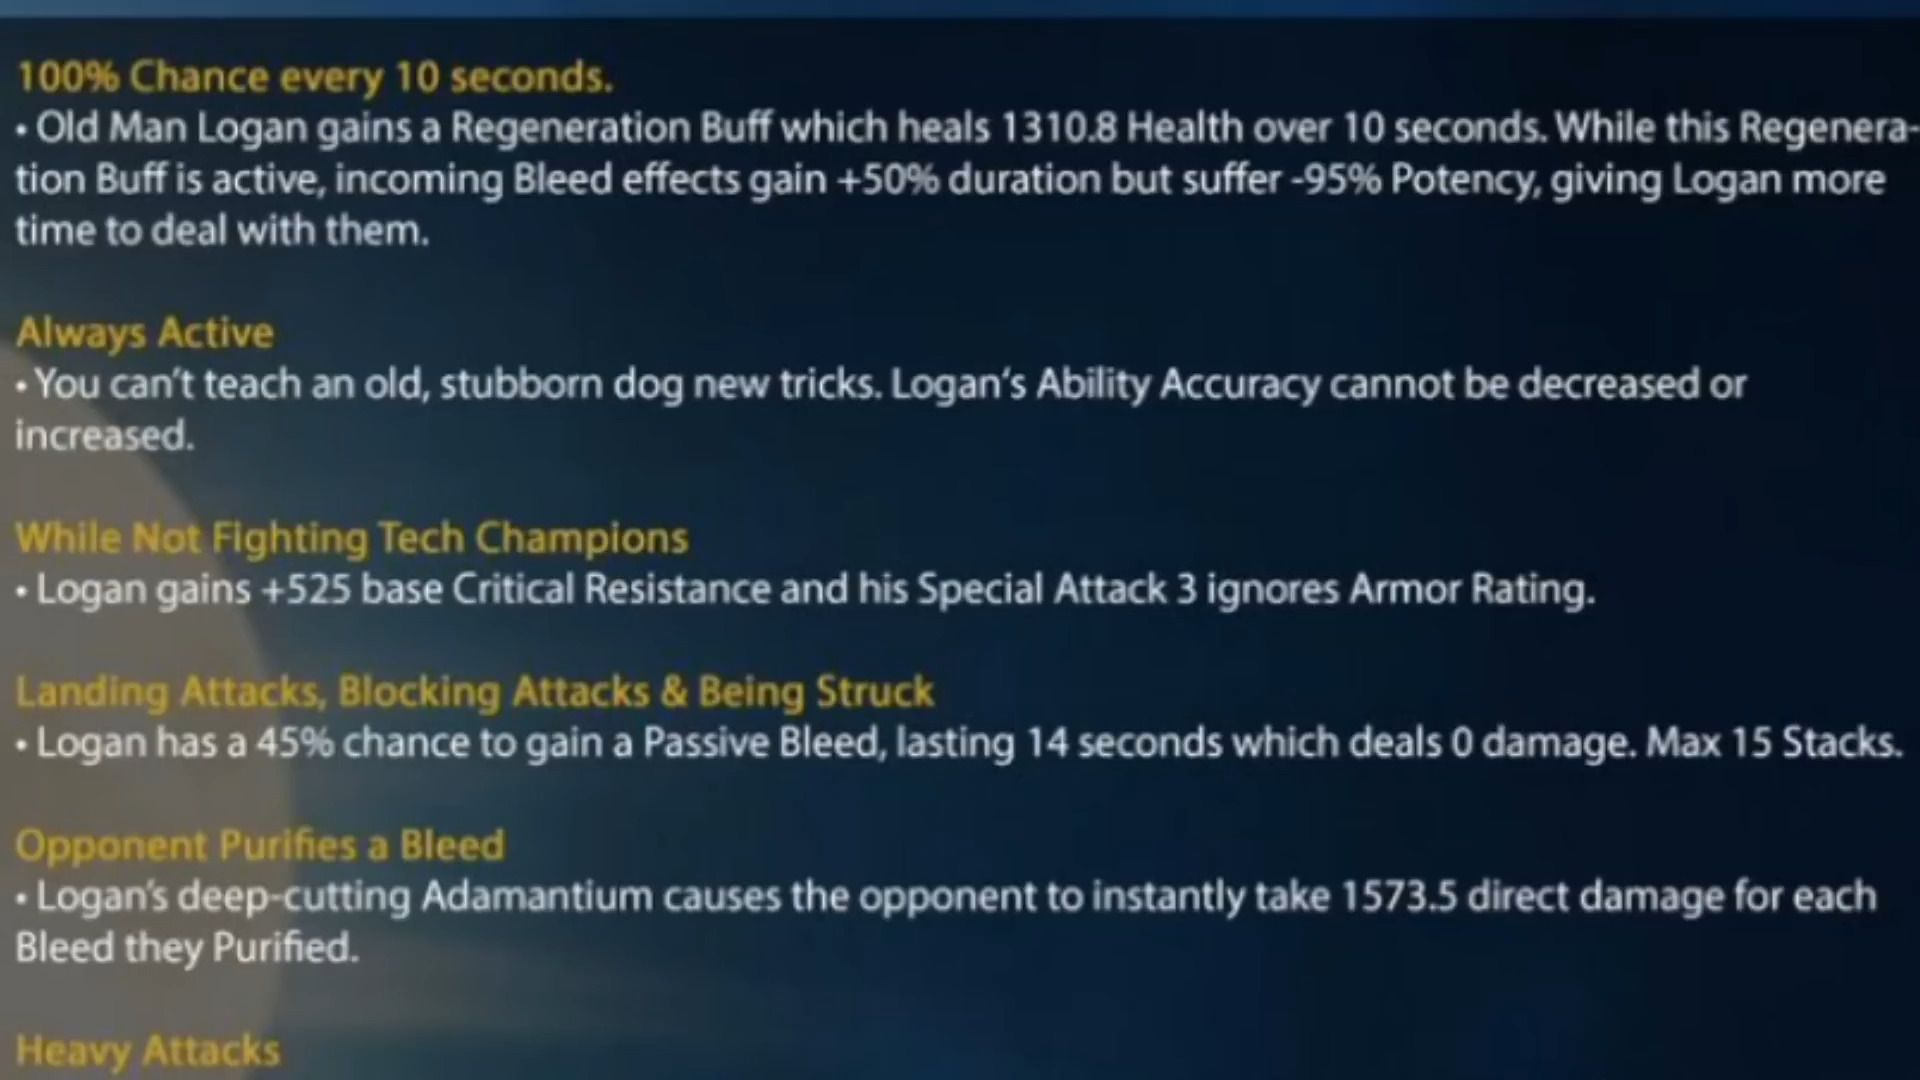 100% Chance every 10 seconds.
• Old Man Logan gains a Regeneration Buff which heals 1310.8 Health over 10 seconds. While this Regenera-
tion Buff is active, incoming Bleed effects gain +50% duration but suffer -95% Potency, giving Logan more
time to deal with them.
Always Active
• You can't teach an old, stubborn dog new tricks. Logan's Ability Accuracy cannot be decreased or
increased.
While Not Fighting Tech Champions
• Logan gains +525 base Critical Resistance and his Special Attack 3 ignores Armor Rating.
Landing Attacks, Blocking Attacks & Being Struck
• Logan has a 45% chance to gain a Passive Bleed, lasting 14 seconds which deals 0 damage. Max 15 Stacks.
Opponent Purifies a Bleed
• Logan's deep-cutting Adamantium causes the opponent to instantly take 1573.5 direct damage for each
Bleed they Purified.
Heavy Attacks